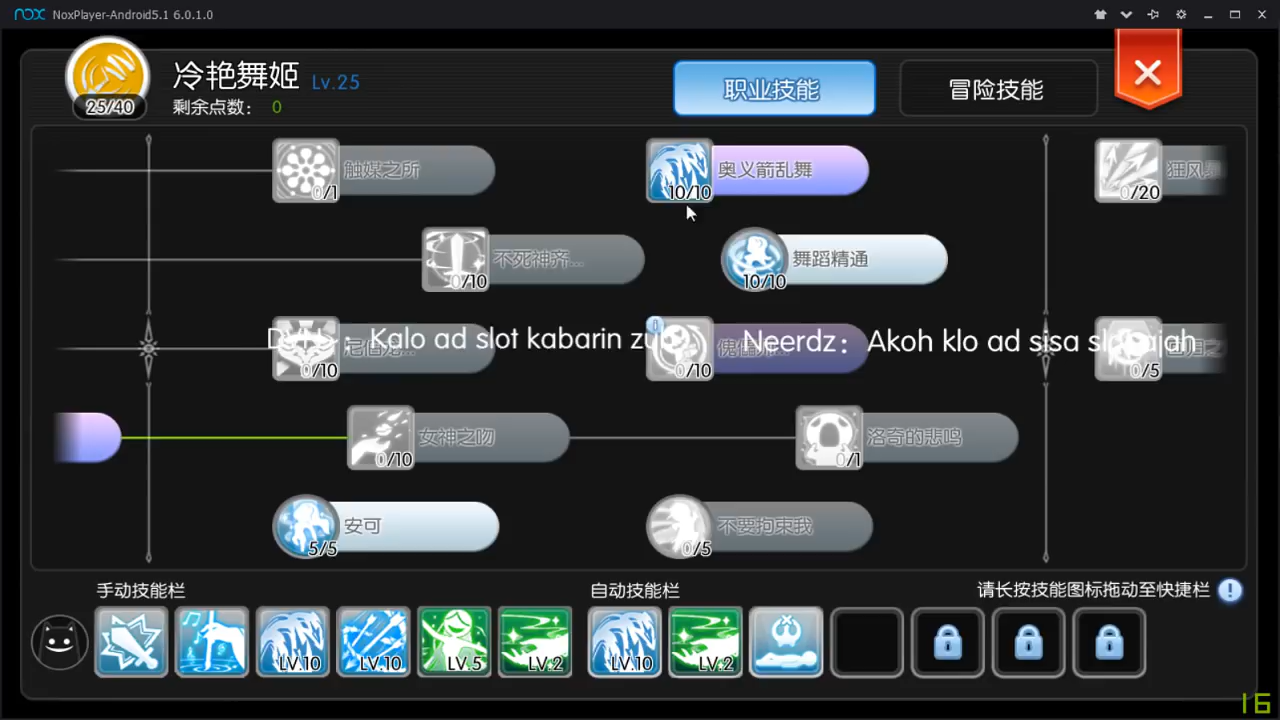 nox NoxPlayer-Android5.1 6.0.1.0
冷艳舞姬 Lv.25
25/40
剩余点数: 0
职业技能
冒险技能
触媒之所
0/1
奥义箭乱舞
10/10
0/20
不死神齐...
0/10
舞蹈精通
10/10
DVH : Kalo ad slot kabarin
Neerdz: Akoh klo ad sisa
0/10
0/10
0/5
女神之吻
0/10
洛奇的悲鸣
0/1
安可
5/5
不要拘束我
0/5
手动技能栏
自动技能栏
请长按技能图标拖动至快捷栏
LV.10
LV.10
LV.5
LV.2
LV.10
LV.2
16